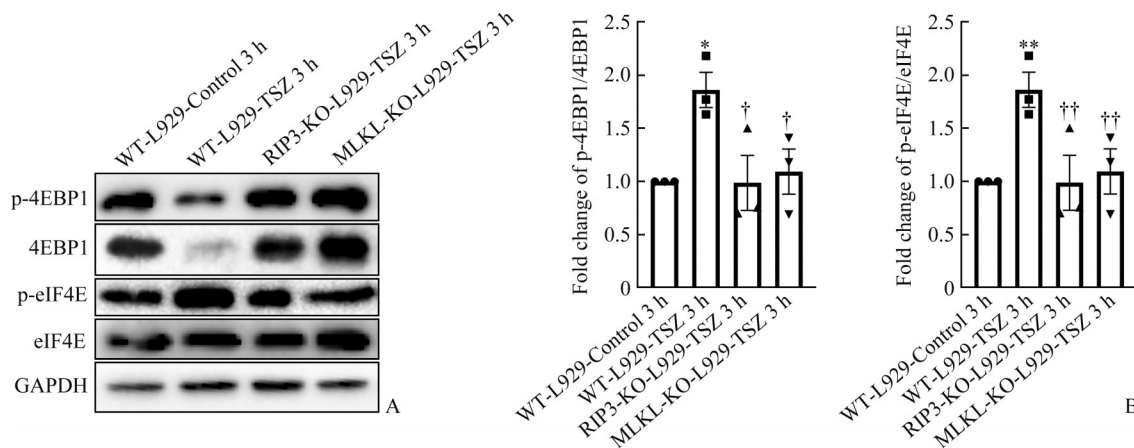 WT-L929-Control 3 h
WT-L929-TSZ 3 h
RIP3-KO-L929-TSZ 3 h
MLKL-KO-L929-TSZ 3 h
p-4EBP1
4EBP1
p-eIF4E
eIF4E
GAPDH
A
Fold change of p-4EBP1/4EBP1
2.5
2.0
1.5
1.0
0.5
0
*
†
†
WT-L929-Control 3 h
WT-L929-TSZ 3 h
RIP3-KO-L929-TSZ 3 h
MLKL-KO-L929-TSZ 3 h
Fold change of p-eIF4E/eIF4E
2.5
2.0
1.5
1.0
0.5
0
**
††
††
WT-L929-Control 3 h
WT-L929-TSZ 3 h
RIP3-KO-L929-TSZ 3 h
MLKL-KO-L929-TSZ 3 h
B